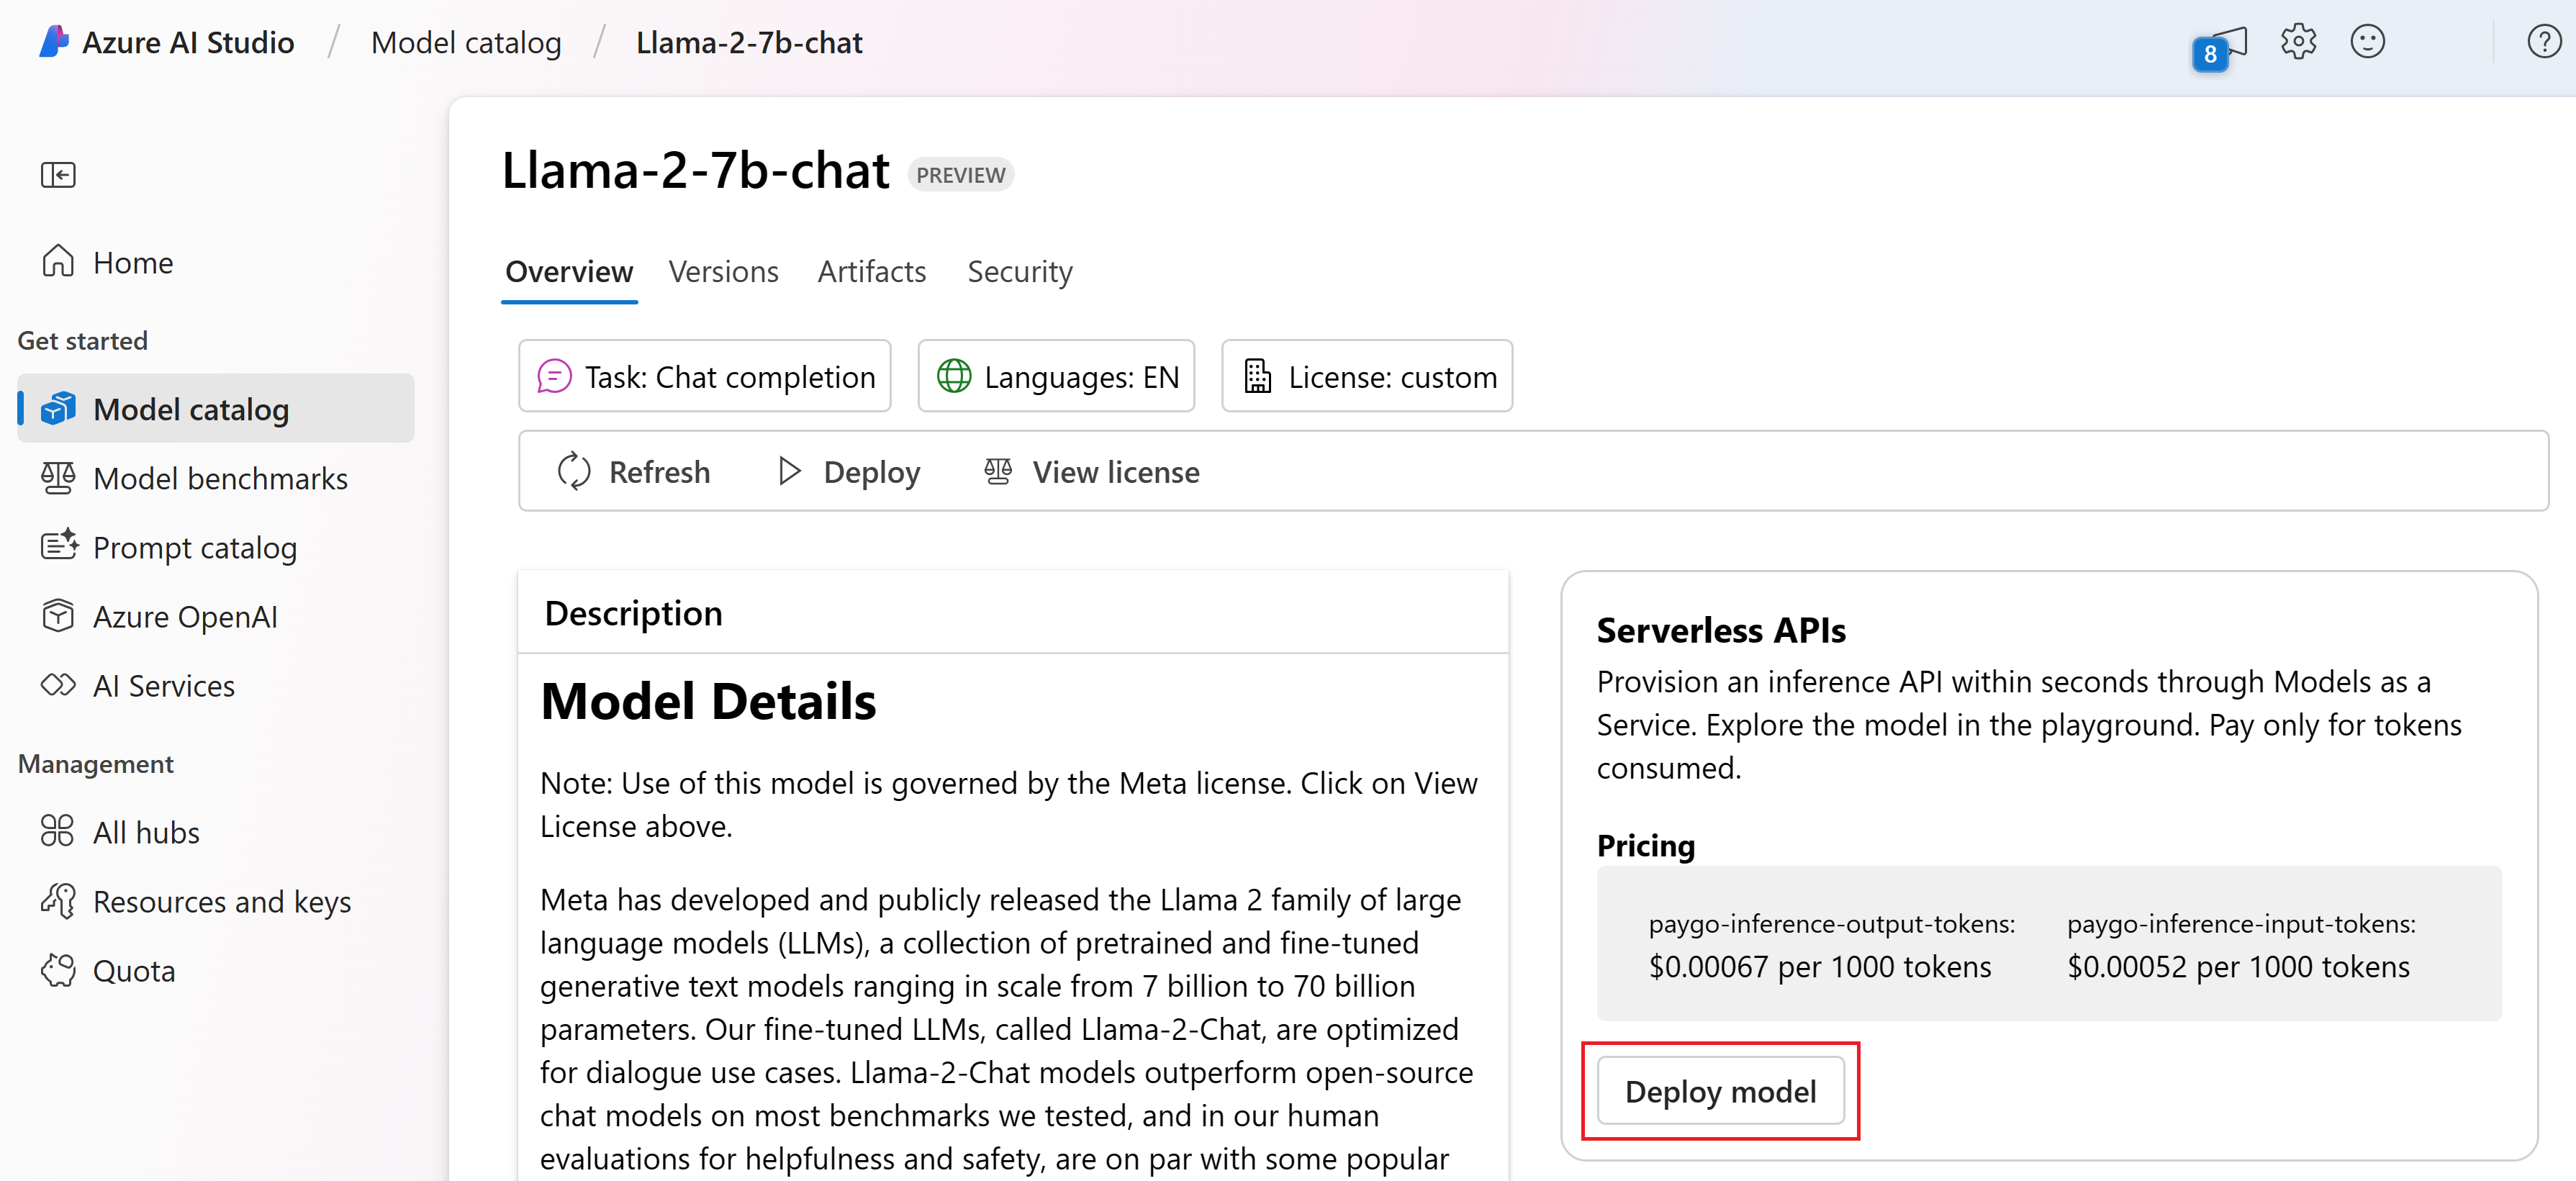 Azure AI Studio / Model catalog / Llama-2-7b-chat
8
Home
Get started
Model catalog
Model benchmarks
Prompt catalog
Azure OpenAI
AI Services
Management
All hubs
Resources and keys
Quota
Llama-2-7b-chat PREVIEW
Overview Versions Artifacts Security
Task: Chat completion Languages: EN License: custom
Refresh Deploy View license
Description
Model Details
Note: Use of this model is governed by the Meta license. Click on View
License above.
Meta has developed and publicly released the Llama 2 family of large
language models (LLMs), a collection of pretrained and fine-tuned
generative text models ranging in scale from 7 billion to 70 billion
parameters. Our fine-tuned LLMs, called Llama-2-Chat, are optimized
for dialogue use cases. Llama-2-Chat models outperform open-source
chat models on most benchmarks we tested, and in our human
evaluations for helpfulness and safety, are on par with some popular
Serverless APIs
Provision an inference API within seconds through Models as a
Service. Explore the model in the playground. Pay only for tokens
consumed.
Pricing
paygo-inference-output-tokens: paygo-inference-input-tokens:
$0.00067 per 1000 tokens $0.00052 per 1000 tokens
Deploy model